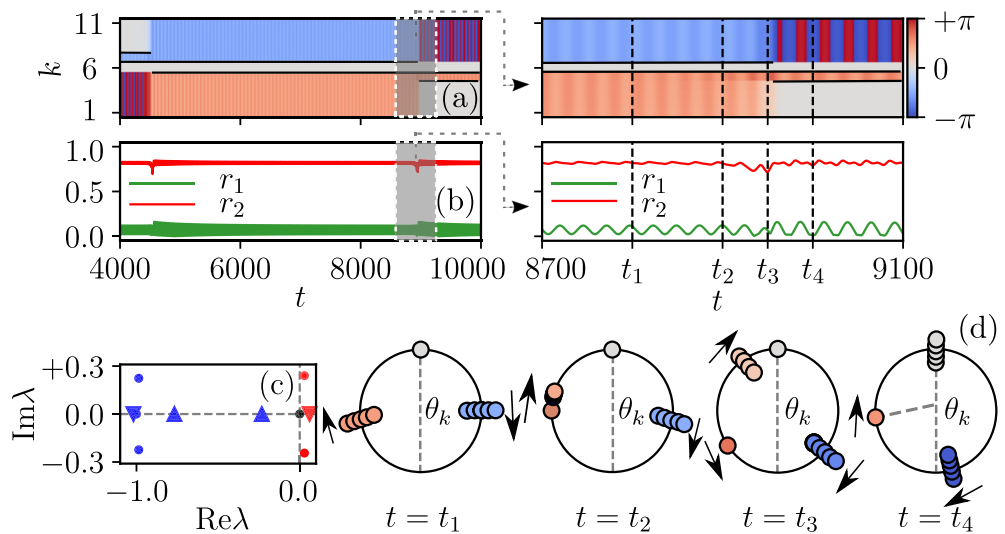 11
6
1
k
(a)
+π
0
−π
1.0
0.5
0.0
r₁
r₂
(b)
r₁
r₂
4000 6000 8000 10000
t
8700 t₁ t₂ t₃ t₄ 9100
t
+0.3
0.0
−0.3
Imλ
(c)
−1.0 0.0
Reλ
(d)
θₖ θₖ θₖ θₖ
t = t₁ t = t₂ t = t₃ t = t₄